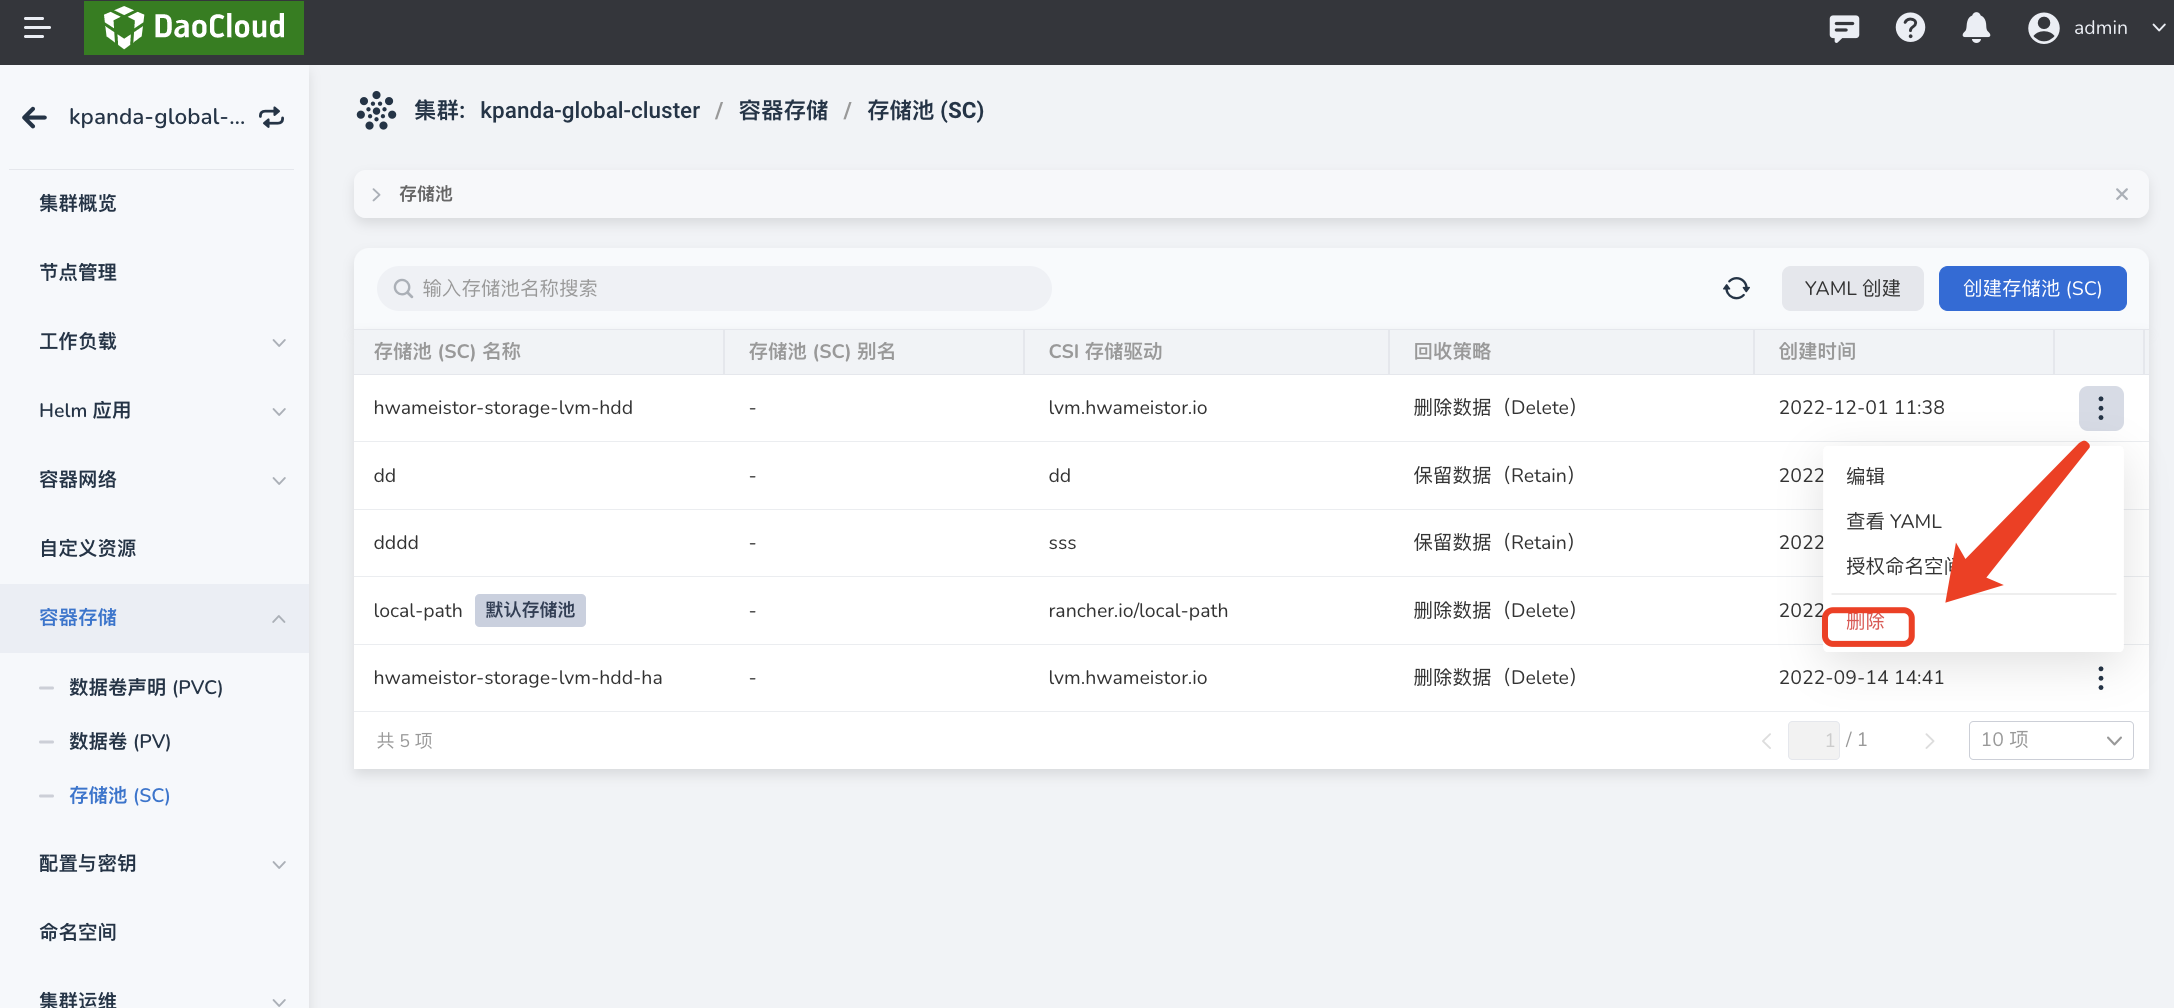 DaoCloud
admin
kpanda-global-...
集群概览
节点管理
工作负载
Helm 应用
容器网络
自定义资源
容器存储
数据卷声明 (PVC)
数据卷 (PV)
存储池 (SC)
配置与密钥
命名空间
集群运维
集群: kpanda-global-cluster / 容器存储 / 存储池 (SC)
存储池
输入存储池名称搜索
YAML 创建
创建存储池 (SC)
存储池 (SC) 名称 存储池 (SC) 别名 CSI 存储驱动 回收策略 创建时间
hwameistor-storage-lvm-hdd - lvm.hwameistor.io 删除数据（Delete） 2022-12-01 11:38
dd - dd 保留数据（Retain） 2022
dddd - sss 保留数据（Retain） 2022
local-path 默认存储池 - rancher.io/local-path 删除数据（Delete） 2022
hwameistor-storage-lvm-hdd-ha - lvm.hwameistor.io 删除数据（Delete） 2022-09-14 14:41
编辑
查看 YAML
授权命名空间
删除
共 5 项
1 / 1
10 项